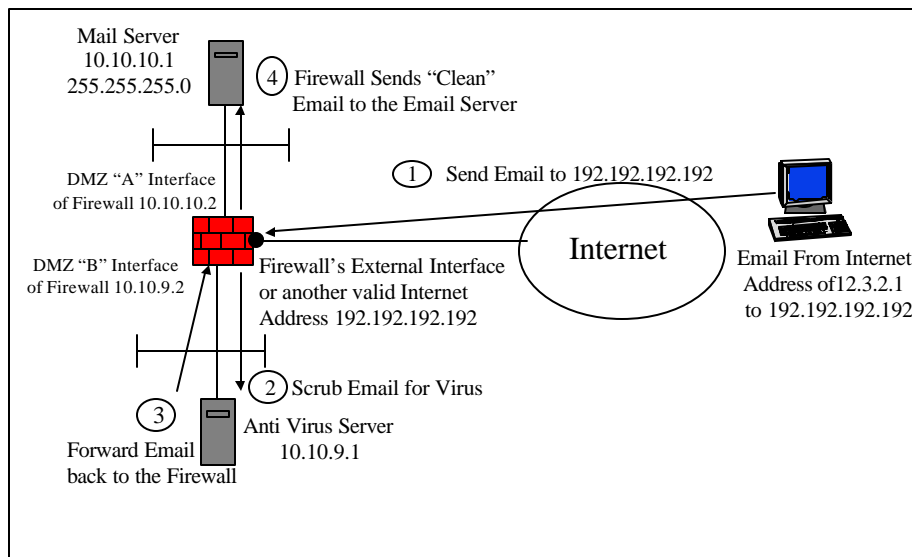 Mail Server
10.10.10.1
255.255.255.0
4
Firewall Sends “Clean”
Email to the Email Server
DMZ “A” Interface
of Firewall 10.10.10.2
1
Send Email to 192.192.192.192
Internet
DMZ “B” Interface
of Firewall 10.10.9.2
Firewall’s External Interface
or another valid Internet
Address 192.192.192.192
Email From Internet
Address of12.3.2.1
to 192.192.192.192
2
Scrub Email for Virus
3
Forward Email
back to the Firewall
Anti Virus Server
10.10.9.1